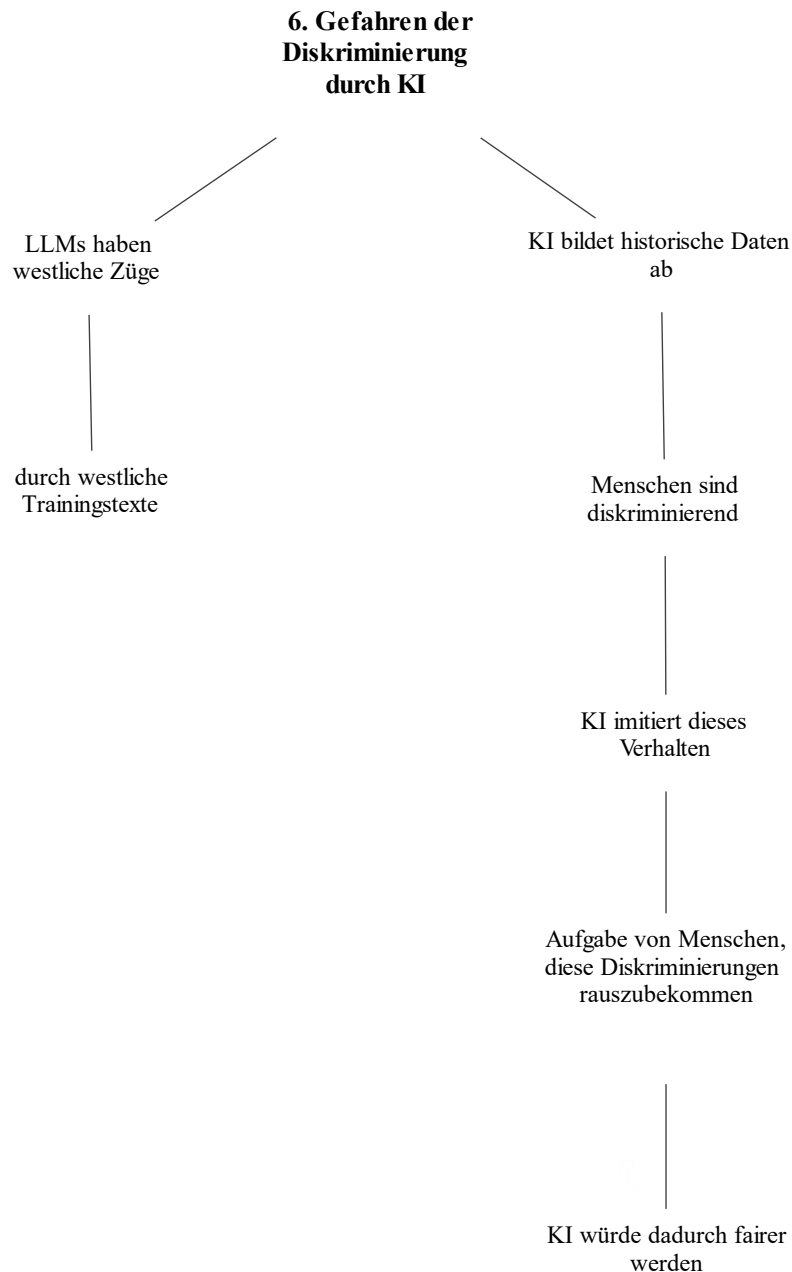 6. Gefahren der
Diskriminierung
durch KI
LLMs haben
westliche Züge
durch westliche
Trainingstexte
KI bildet historische Daten
ab
Menschen sind
diskriminierend
KI imitiert dieses
Verhalten
Aufgabe von Menschen,
diese Diskriminierungen
rauszubekommen
KI würde dadurch fairer
werden